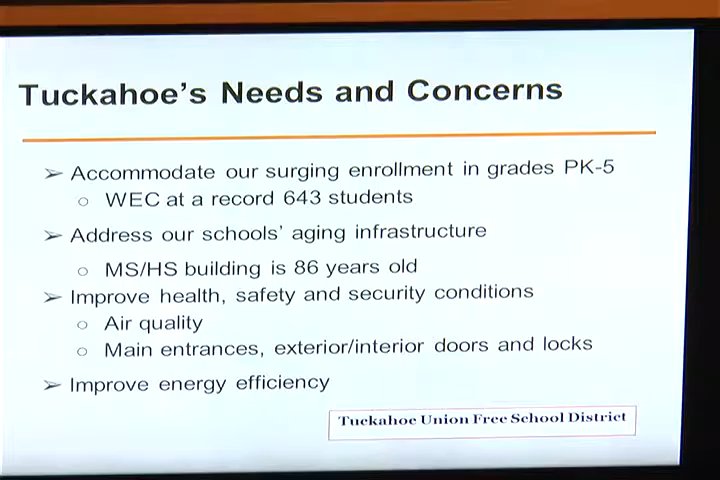 Tuckahoe's Needs and Concerns
➢ Accommodate our surging enrollment in grades PK-5
○ WEC at a record 643 students
➢ Address our schools' aging infrastructure
○ MS/HS building is 86 years old
➢ Improve health, safety and security conditions
○ Air quality
○ Main entrances, exterior/interior doors and locks
➢ Improve energy efficiency
Tuckahoe Union Free School District